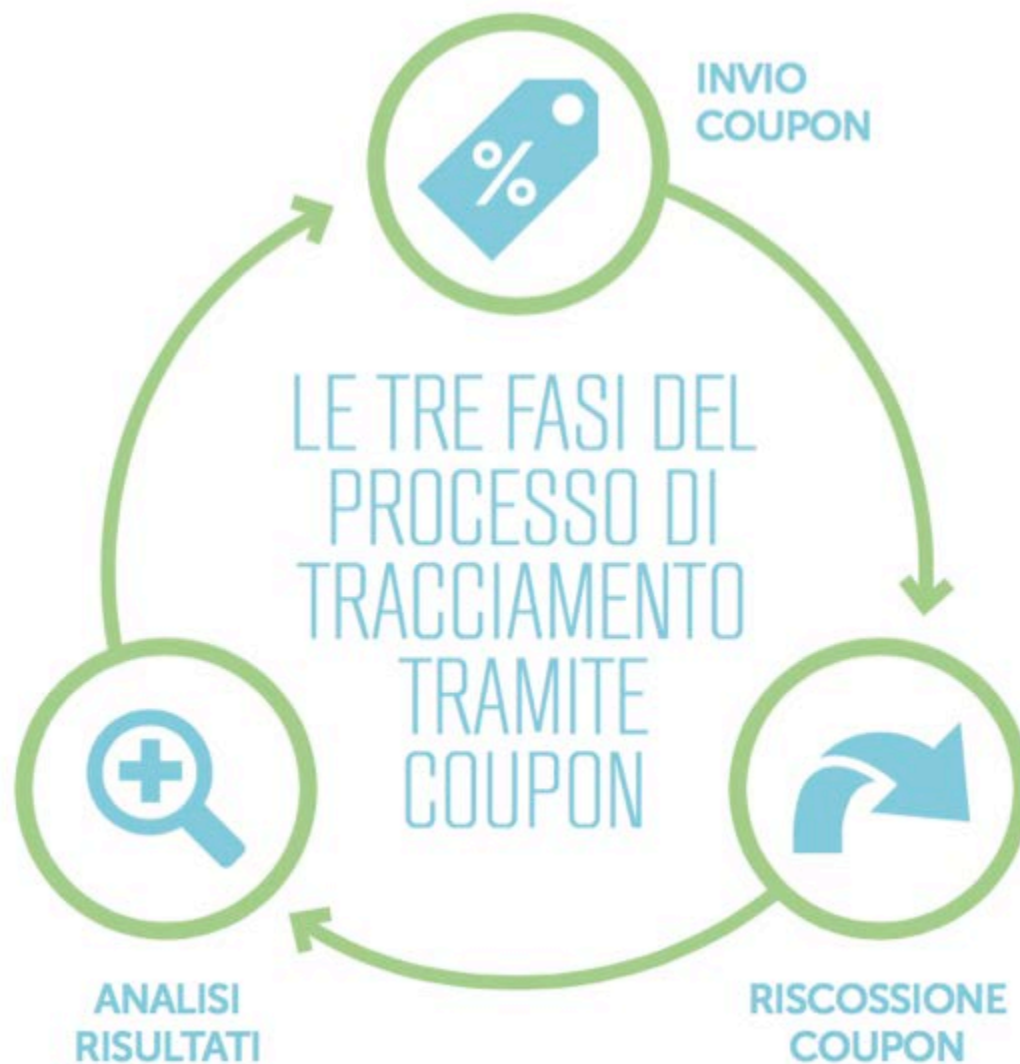 INVIO
COUPON
%
LE TRE FASI DEL
PROCESSO DI
TRACCIAMENTO
TRAMITE
COUPON
ANALISI
RISULTATI
RISCOSSIONE
COUPON